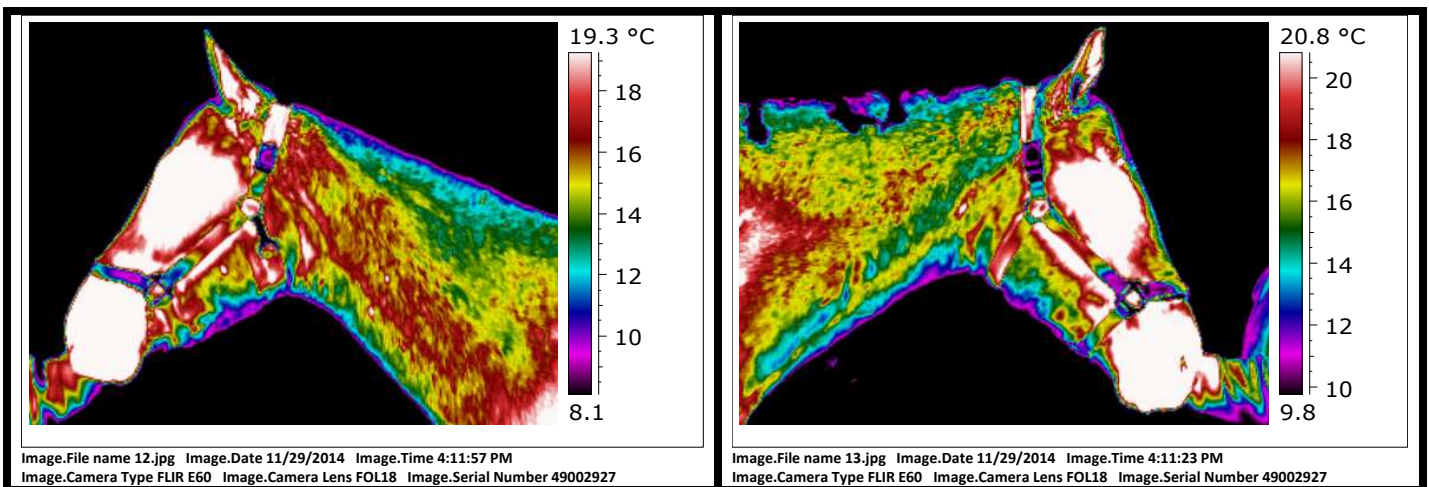 19.3 °C
18
16
14
12
10
8.1
Image.File name 12.jpg Image.Date 11/29/2014 Image.Time 4:11:57 PM
Image.Camera Type FLIR E60 Image.Camera Lens FOL18 Image.Serial Number 49002927
20.8 °C
20
18
16
14
12
10
9.8
Image.File name 13.jpg Image.Date 11/29/2014 Image.Time 4:11:23 PM
Image.Camera Type FLIR E60 Image.Camera Lens FOL18 Image.Serial Number 49002927